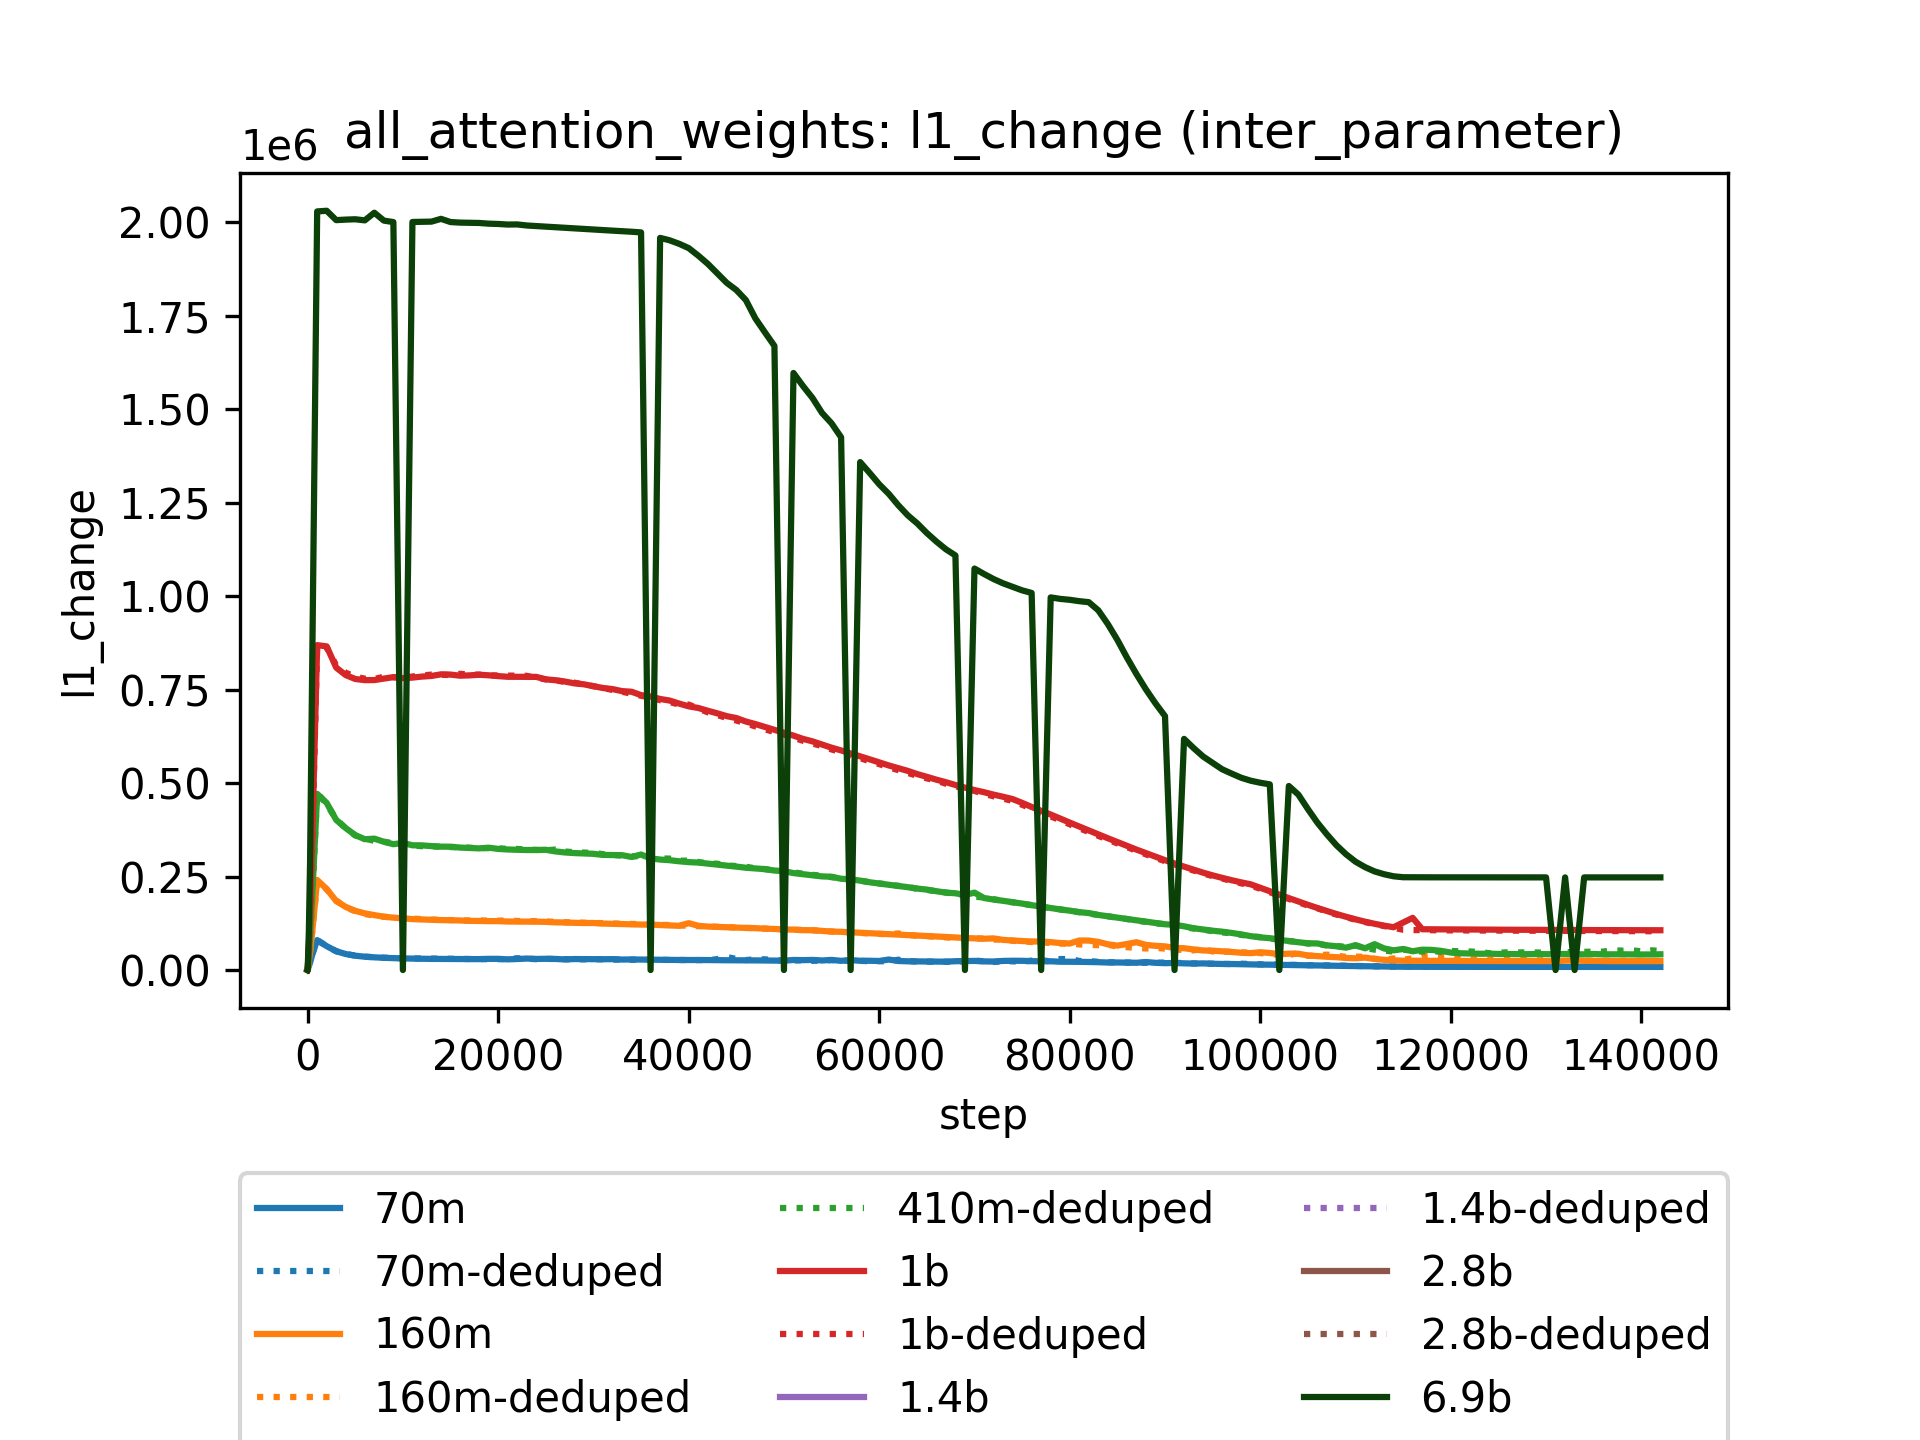 1e6
all_attention_weights: l1_change (inter_parameter)
2.00
1.75
1.50
1.25
1.00
0.75
0.50
0.25
0.00
l1_change
0 20000 40000 60000 80000 100000 120000 140000
step
70m
70m-deduped
160m
160m-deduped
410m-deduped
1b
1b-deduped
1.4b
1.4b-deduped
2.8b
2.8b-deduped
6.9b